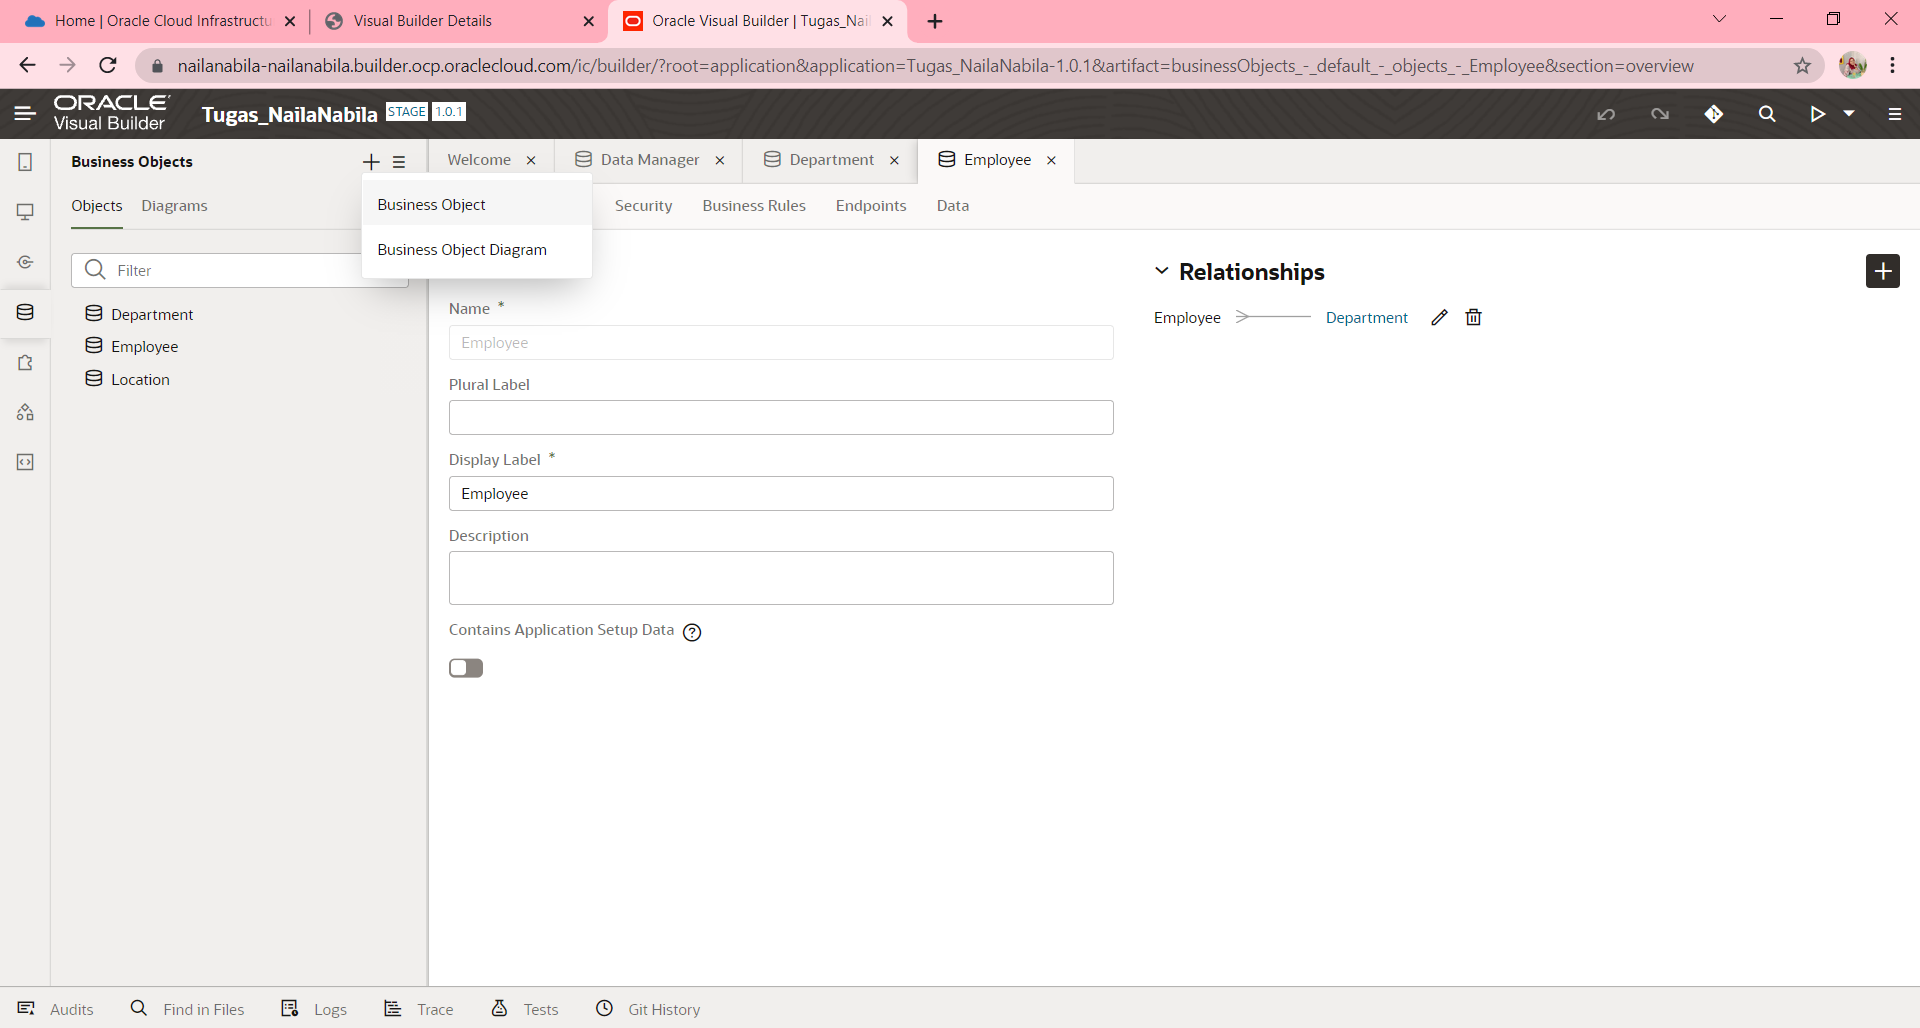 Home | Oracle Cloud Infrastructu
Visual Builder Details
Oracle Visual Builder | Tugas_Nail
nailanabila-nailanabila.builder.ocp.oraclecloud.com/ic/builder/?root=application&application=Tugas_NailaNabila-1.0.1&artifact=businessObjects_-_default_-_objects_-_Employee&section=overview
ORACLE
Visual Builder
Tugas_NailaNabila STAGE 1.0.1
Business Objects
Welcome
Data Manager
Department
Employee
Objects
Diagrams
Business Object
Business Object Diagram
Security
Business Rules
Endpoints
Data
Filter
Department
Employee
Location
Name *
Employee
Plural Label
Display Label *
Employee
Description
Contains Application Setup Data ?
Relationships
Employee
Department
Audits
Find in Files
Logs
Trace
Tests
Git History